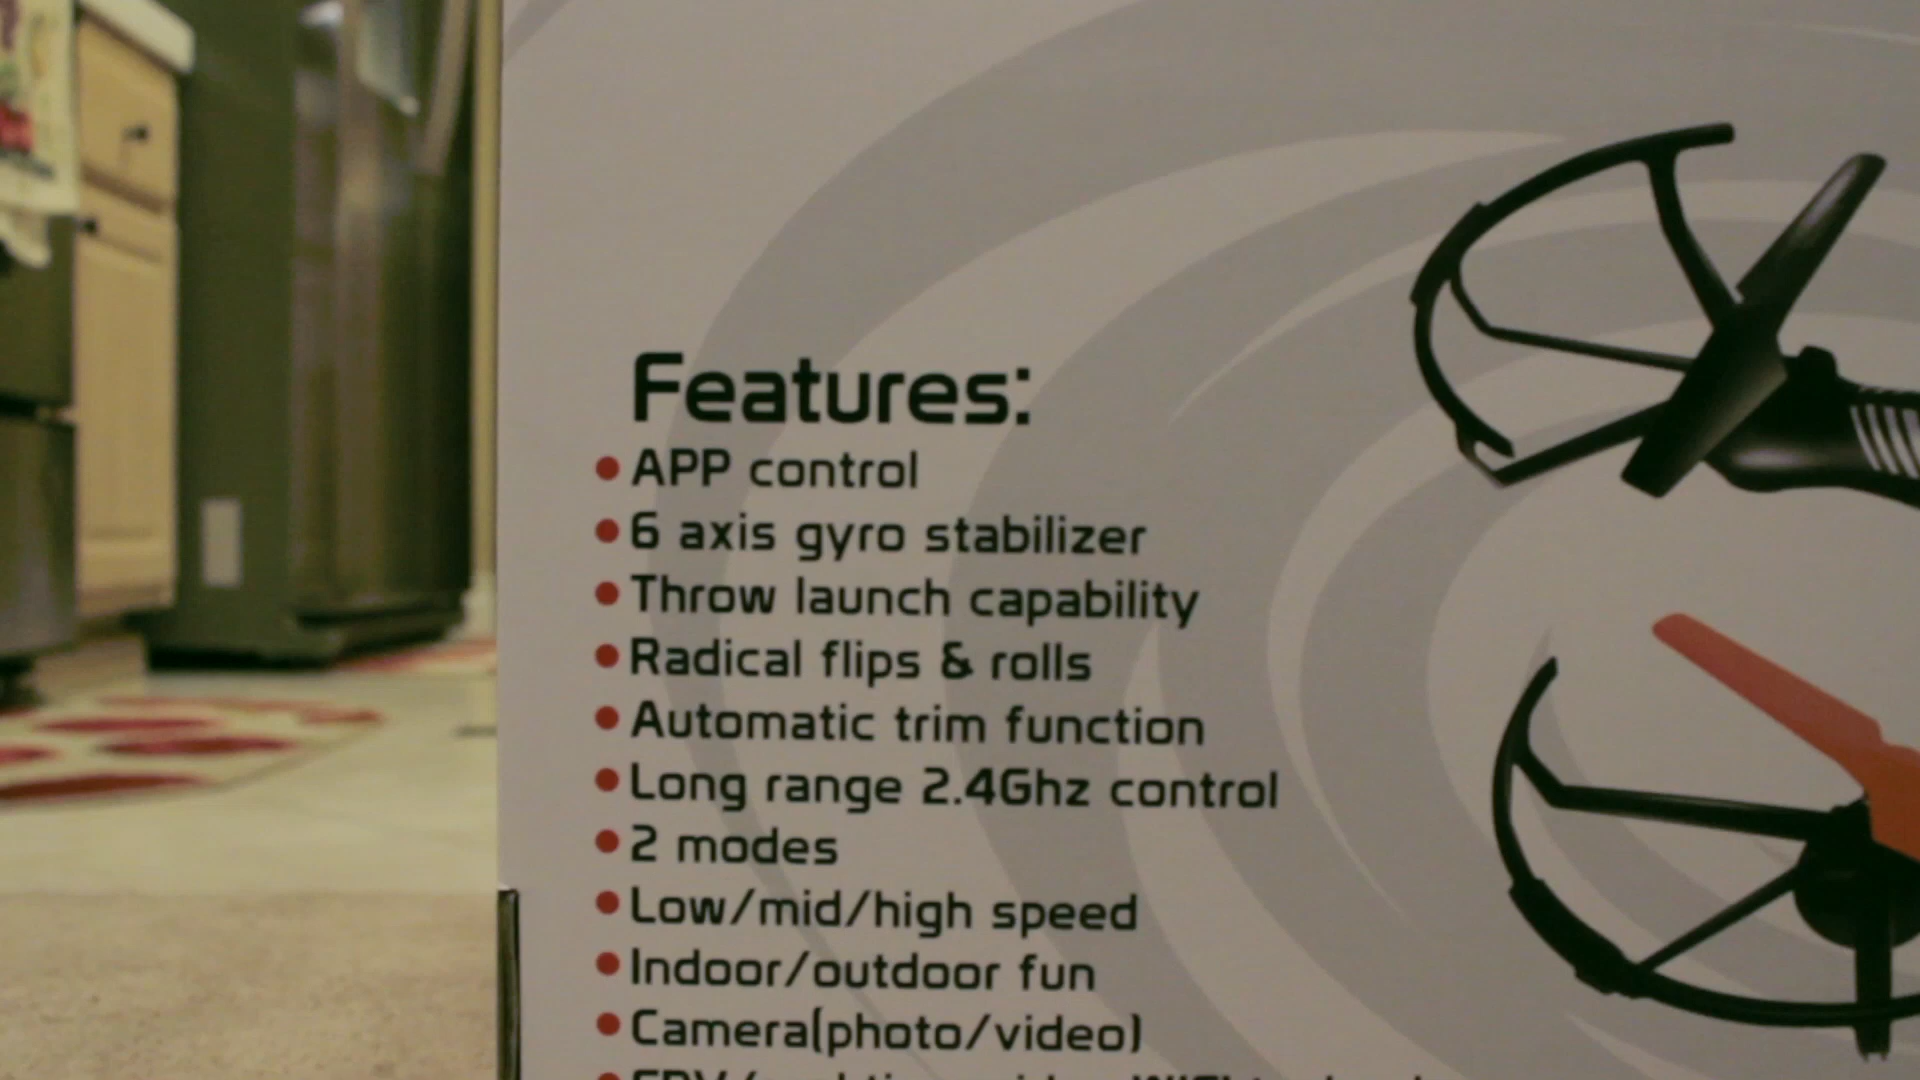 Features:
• APP control
• 6 axis gyro stabilizer
• Throw launch capability
• Radical flips & rolls
• Automatic trim function
• Long range 2.4Ghz control
• 2 modes
• Low/mid/high speed
• Indoor/outdoor fun
• Camera(photo/video)